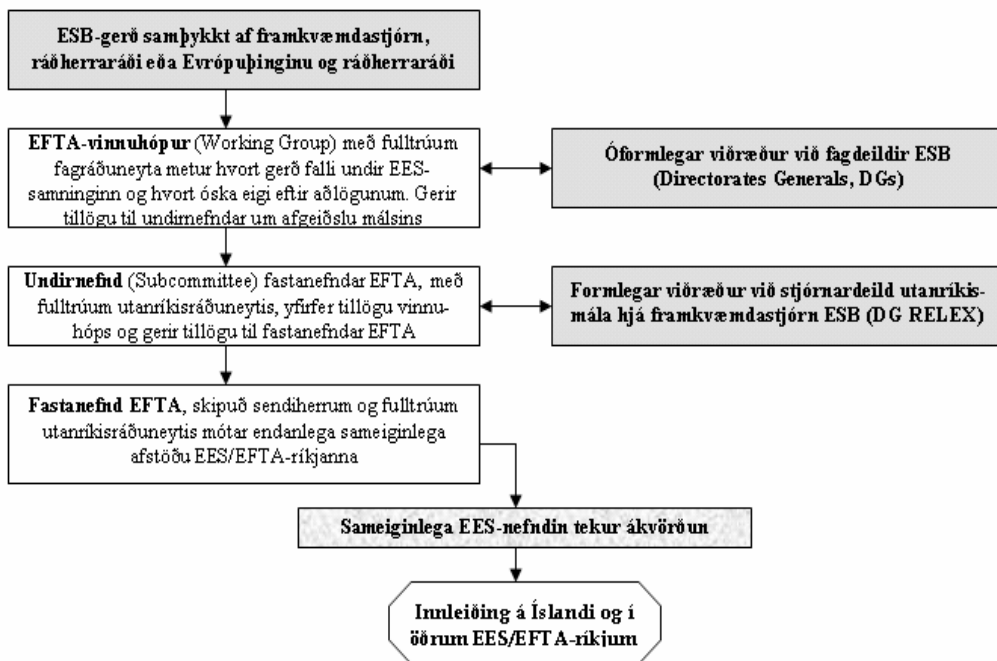 ESB-gerð samþykkt af framkvæmdastjórn,
ráðherraráði eða Evrópuþinginu og ráðherraráði
EFTA-vinnuhópur (Working Group) með fulltrúum
fagráðuneyta metur hvort gerð falli undir EES-
samninginn og hvort óska eigi eftir aðlögunum. Gerir
tillögu til undirnefndar um afgeiðslu málsins
Óformlegar viðræður við fagdeildir ESB
(Directorates Generals, DGs)
Undirnefnd (Subcommittee) fastanefndar EFTA, með
fulltrúum utanríkisráðuneytis, yfirfer tillögu vinnu-
hóps og gerir tillögu til fastanefndar EFTA
Formlegar viðræður við stjórnardeild utanríkis-
mála hjá framkvæmdastjórn ESB (DG RELEX)
Fastanefnd EFTA, skipuð sendiherrum og fulltrúum
utanríkisráðuneytis mótar endanlega sameiginlega
afstöðu EES/EFTA-ríkjanna
Sameiginlega EES-nefndin tekur ákvörðun
Innleiðing á Íslandi og í
öðrum EES/EFTA-ríkjum